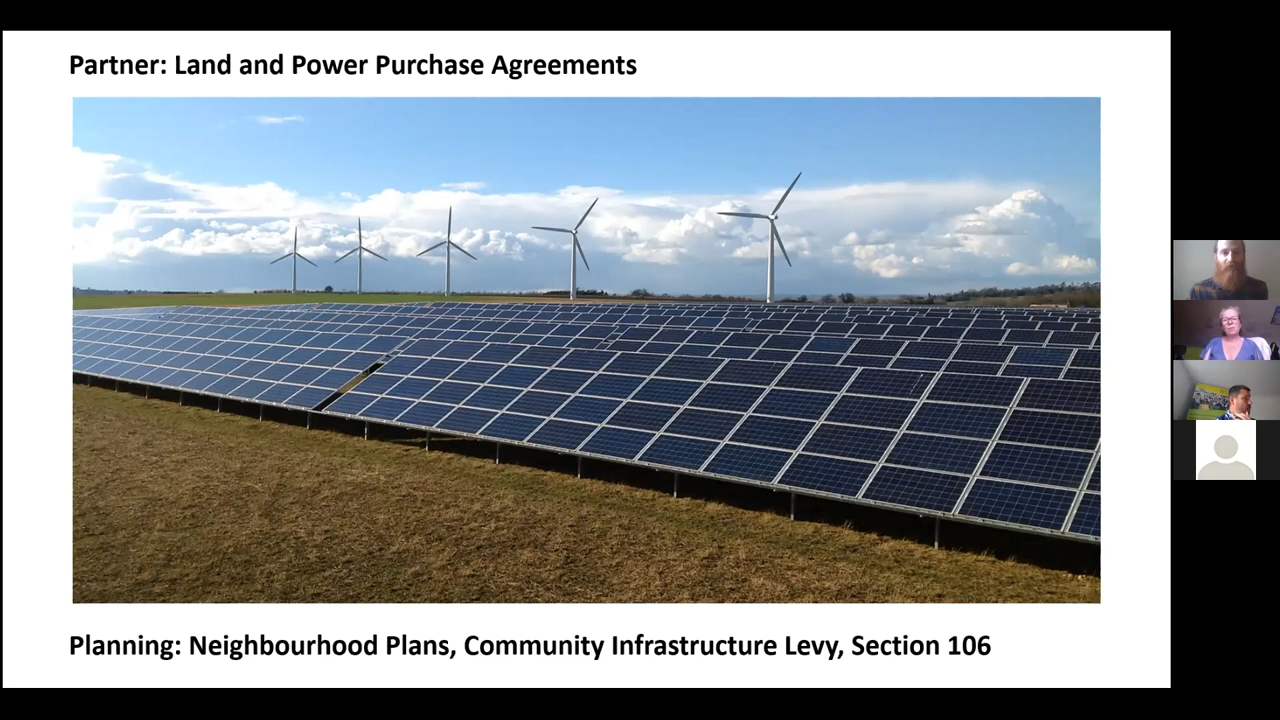 Partner: Land and Power Purchase Agreements
Planning: Neighbourhood Plans, Community Infrastructure Levy, Section 106